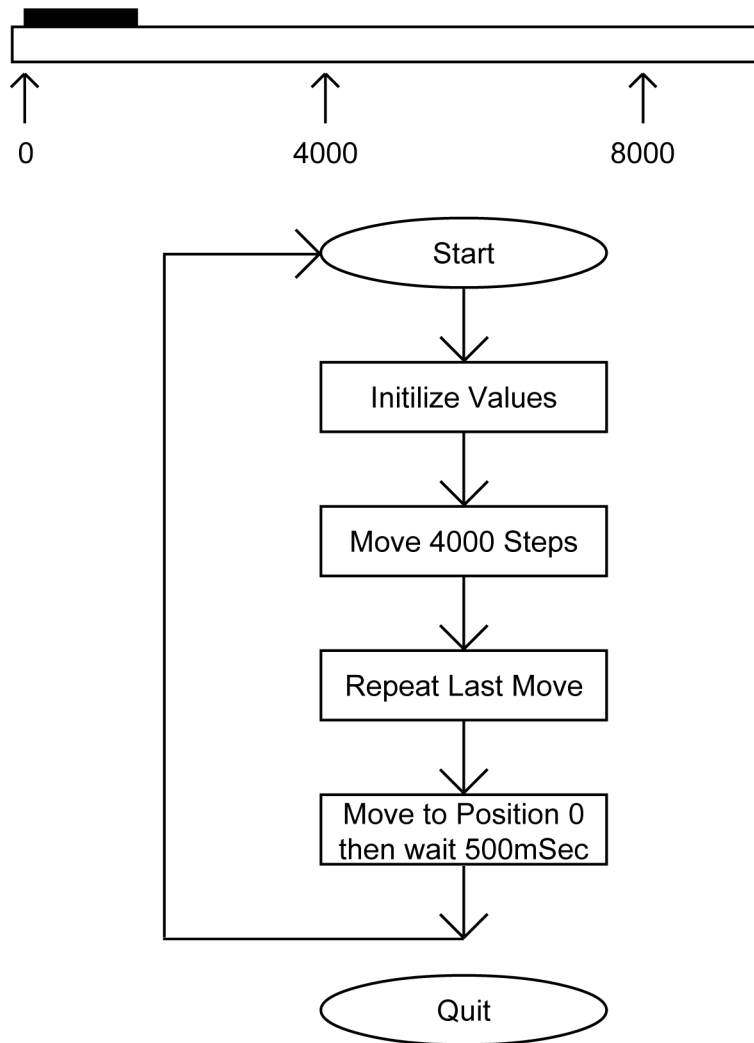 0 4000 8000
Start
Initilize Values
Move 4000 Steps
Repeat Last Move
Move to Position 0
then wait 500mSec
Quit